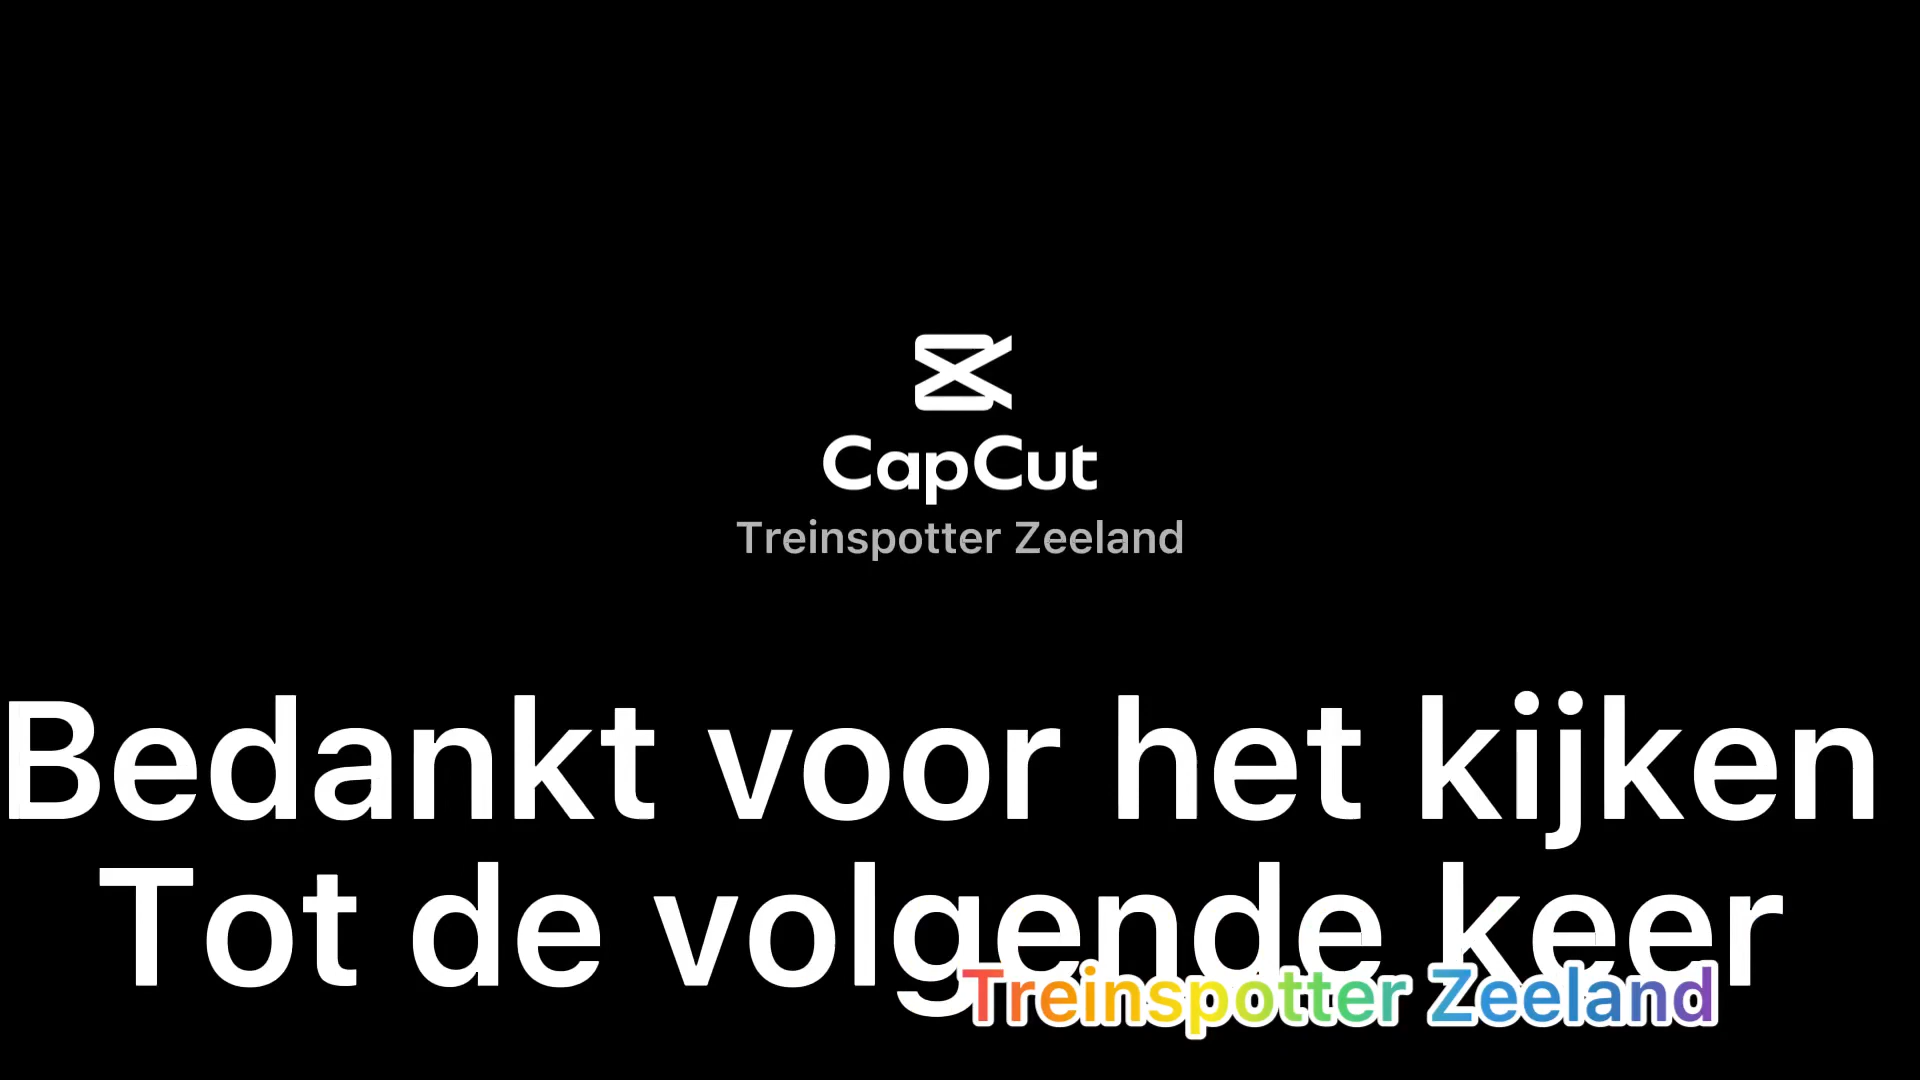 CapCut
Treinspotter Zeeland
Bedankt voor het kijken
Tot de volgende keer
Treinspotter Zeeland